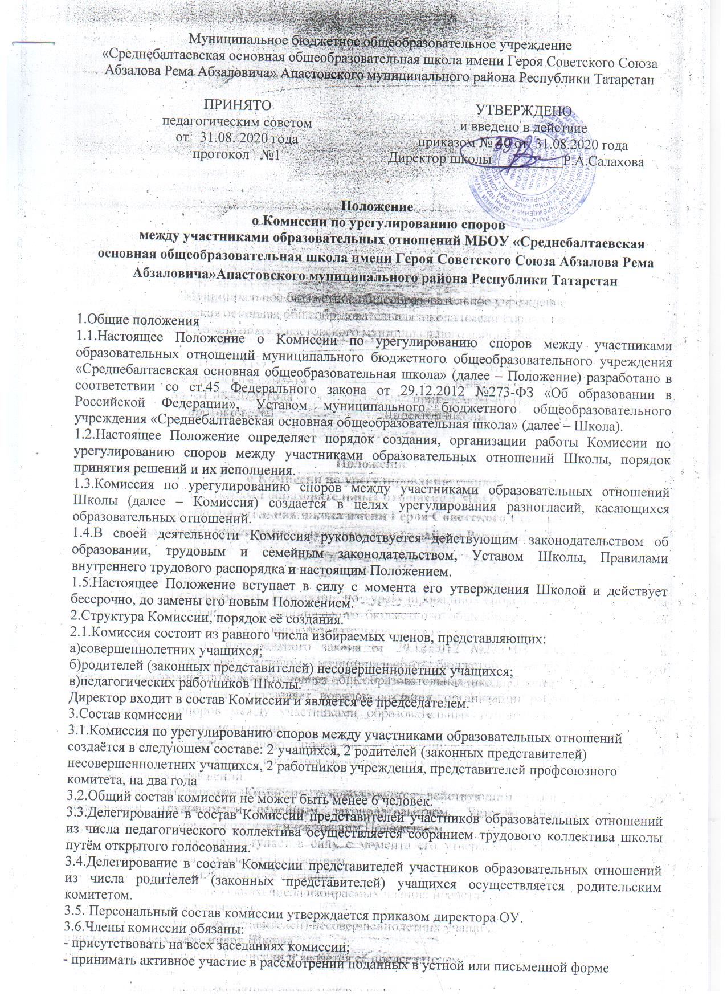 Муниципальное бюджетное общеобразовательное учреждение
«Среднебалтаевская основная общеобразовательная школа имени Героя Советского Союза
Абзалова Рема Абзаловича» Апастовского муниципального района Республики Татарстан
ПРИНЯТО
педагогическим советом
от 31.08. 2020 года
протокол №1
УТВЕРЖДЕНО
и введено в действие
приказом № от 31.08.2020 года
Директор школы Р.А.Салахова
Положение
о Комиссии по урегулированию споров
между участниками образовательных отношений МБОУ «Среднебалтаевская
основная общеобразовательная школа имени Героя Советского Союза Абзалова Рема
Абзаловича»Апастовского муниципального района Республики Татарстан
1.Общие положения
1.1.Настоящее Положение о Комиссии по урегулированию споров между участниками
образовательных отношений муниципального бюджетного общеобразовательного учреждения
«Среднебалтаевская основная общеобразовательная школа» (далее – Положение) разработано в
соответствии со ст.45 Федерального закона от 29.12.2012 №273-ФЗ «Об образовании в
Российской Федерации», Уставом муниципального бюджетного общеобразовательного
учреждения «Среднебалтаевская основная общеобразовательная школа» (далее – Школа).
1.2.Настоящее Положение определяет порядок создания, организации работы Комиссии по
урегулированию споров между участниками образовательных отношений Школы, порядок
принятия решений и их исполнения.
1.3.Комиссия по урегулированию споров между участниками образовательных отношений
Школы (далее – Комиссия) создается в целях урегулирования разногласий, касающихся
образовательных отношений.
1.4.В своей деятельности Комиссия руководствуется действующим законодательством об
образовании, трудовым и семейным законодательством, Уставом Школы, Правилами
внутреннего трудового распорядка и настоящим Положением.
1.5.Настоящее Положение вступает в силу с момента его утверждения Школой и действует
бессрочно, до замены его новым Положением.
2.Структура Комиссии, порядок её создания.
2.1.Комиссия состоит из равного числа избираемых членов, представляющих:
а)совершеннолетних учащихся;
б)родителей (законных представителей) несовершеннолетних учащихся;
в)педагогических работников Школы.
Директор входит в состав Комиссии и является её председателем.
3.Состав комиссии
3.1.Комиссия по урегулированию споров между участниками образовательных отношений
создаётся в следующем составе: 2 учащихся, 2 родителей (законных представителей)
несовершеннолетних учащихся, 2 работников учреждения, представителей профсоюзного
комитета, на два года
3.2.Общий состав комиссии не может быть менее 6 человек.
3.3.Делегирование в состав Комиссии представителей участников образовательных отношений
из числа педагогического коллектива осуществляется собранием трудового коллектива школы
путём открытого голосования.
3.4.Делегирование в состав Комиссии представителей участников образовательных отношений
из числа родителей (законных представителей) учащихся осуществляется родительским
комитетом.
3.5. Персональный состав комиссии утверждается приказом директора ОУ.
3.6.Члены комиссии обязаны:
- присутствовать на всех заседаниях комиссии;
- принимать активное участие в рассмотрении поданных в устной или письменной форме